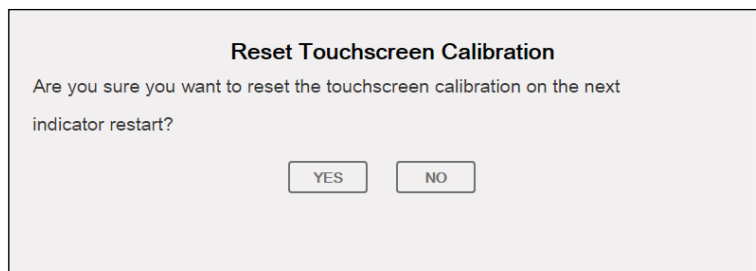 Reset Touchscreen Calibration
Are you sure you want to reset the touchscreen calibration on the next
indicator restart?
YES NO